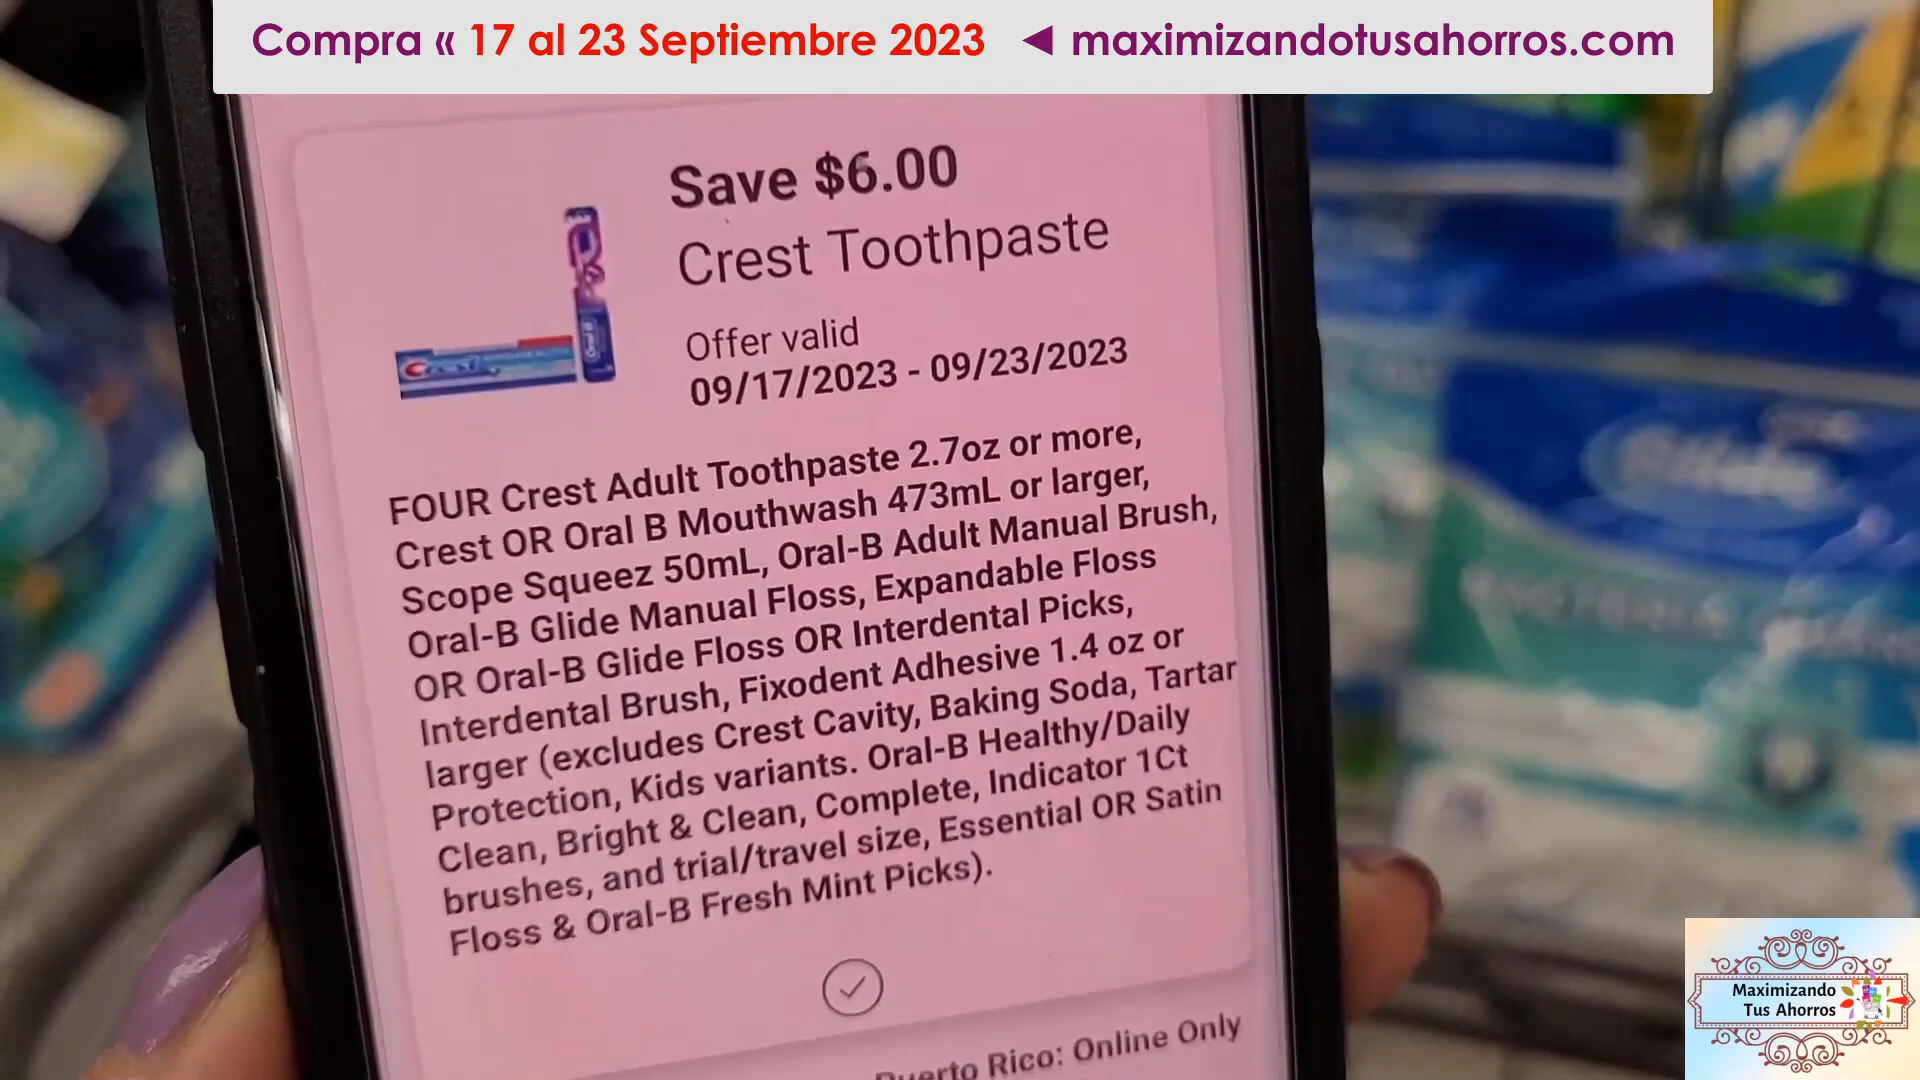 Compra « 17 al 23 Septiembre 2023 ◄ maximizandotusahorros.com
Save $6.00
Crest Toothpaste
Offer valid
09/17/2023 - 09/23/2023
FOUR Crest Adult Toothpaste 2.7oz or more,
Crest OR Oral B Mouthwash 473mL or larger,
Scope Squeez 50mL, Oral-B Adult Manual Brush,
Oral-B Glide Manual Floss, Expandable Floss
OR Oral-B Glide Floss OR Interdental Picks,
Interdental Brush, Fixodent Adhesive 1.4 oz or
larger (excludes Crest Cavity, Baking Soda, Tartar
Protection, Kids variants. Oral-B Healthy/Daily
Clean, Bright & Clean, Complete, Indicator 1Ct
brushes, and trial/travel size, Essential OR Satin
Floss & Oral-B Fresh Mint Picks).
Puerto Rico: Online Only
Crest
Oral-B
Maximizando
Tus Ahorros